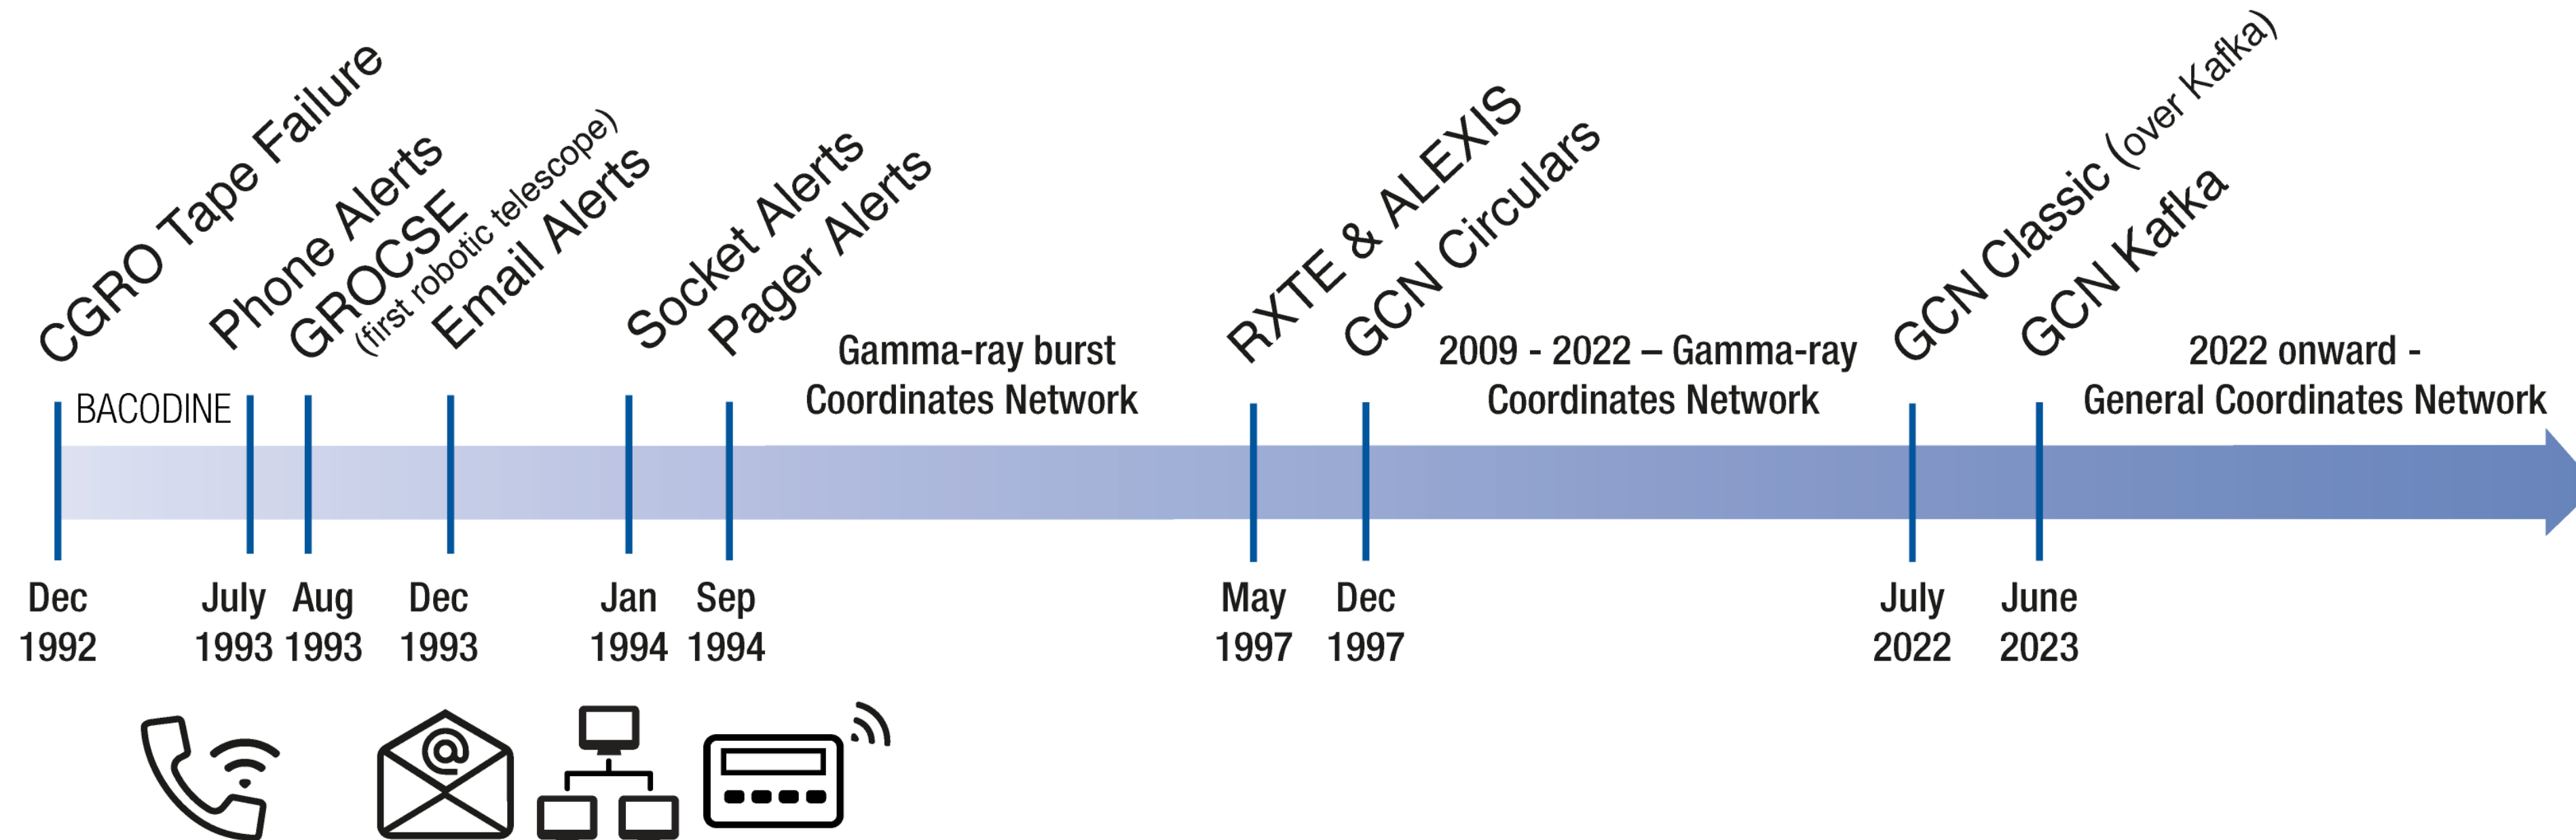 CGRO Tape Failure
Phone Alerts
GROCSE
(first robotic telescope)
Email Alerts
Socket Alerts
Pager Alerts
RXTE & ALEXIS
GCN Circulars
GCN Classic (over Kafka)
GCN Kafka
BACODINE
Gamma-ray burst
Coordinates Network
2009 - 2022 – Gamma-ray
Coordinates Network
2022 onward -
General Coordinates Network
Dec
1992
July
1993
Aug
1993
Dec
1993
Jan
1994
Sep
1994
May
1997
Dec
1997
July
2022
June
2023
@